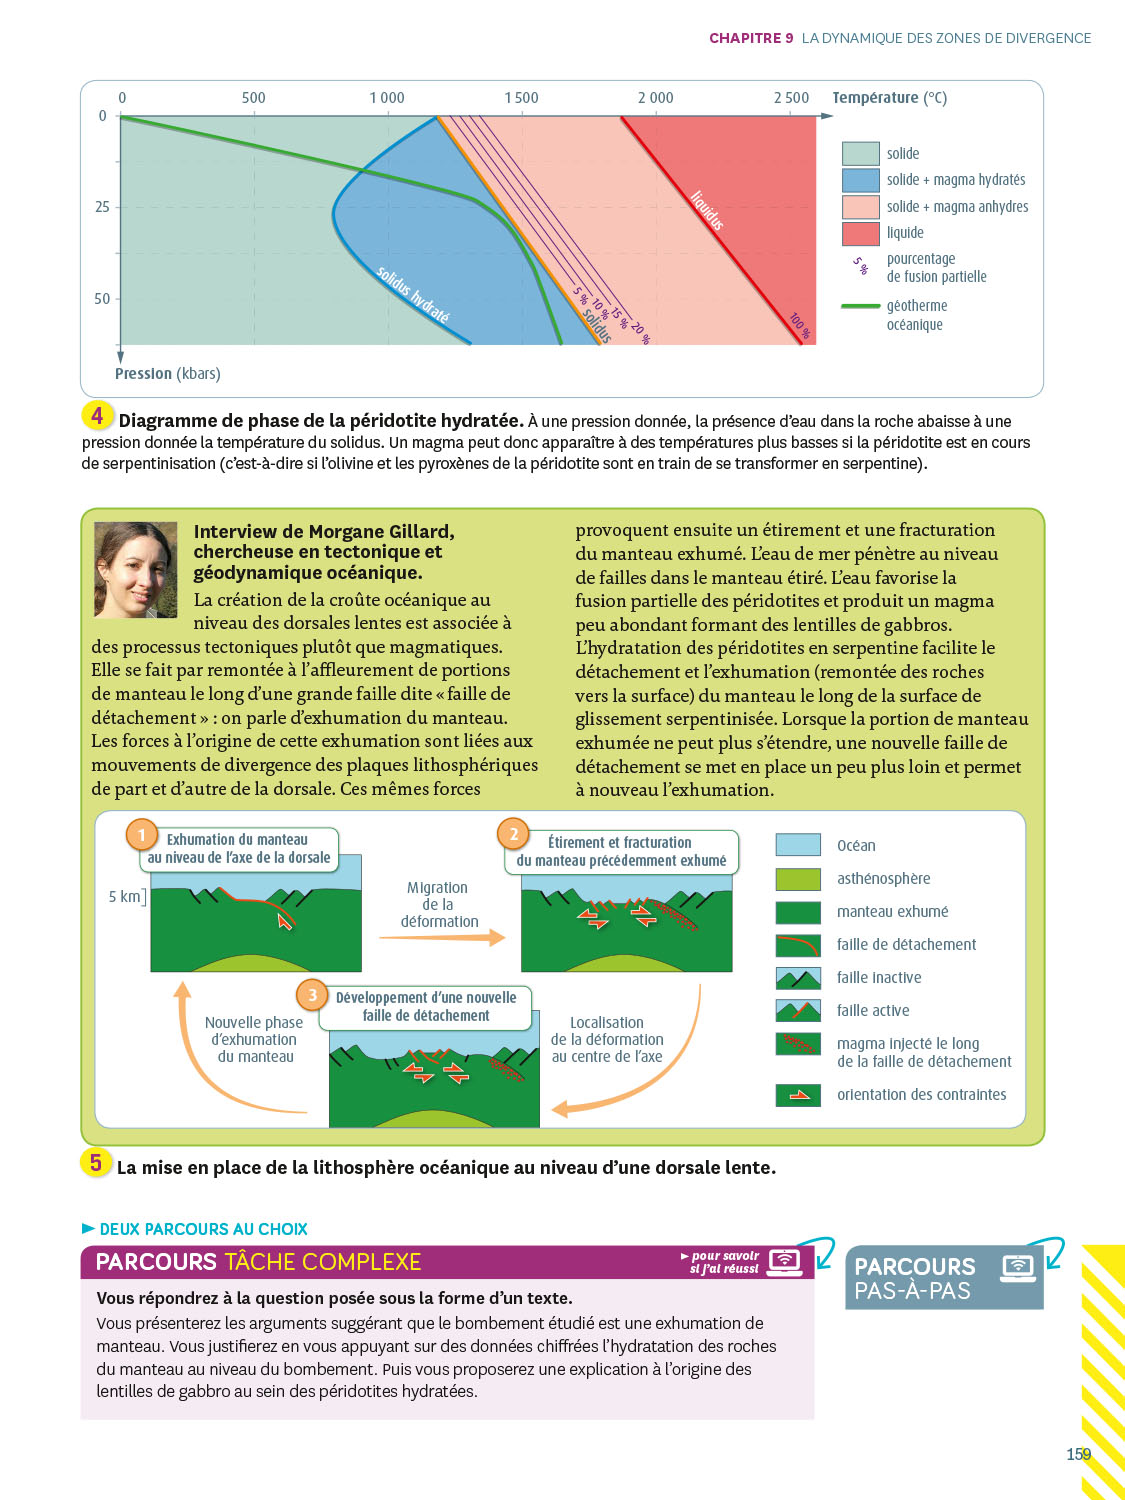 CHAPITRE 9 LA DYNAMIQUE DES ZONES DE DIVERGENCE
0 500 1 000 1 500 2 000 2 500 Température (°C)
0
25
50
Pression (kbars)
solidus hydraté
solidus
liquidus
5 %
10 %
15 %
20 %
100 %
solide
solide + magma hydratés
solide + magma anhydres
liquide
5 %
pourcentage
de fusion partielle
géotherme
océanique
4 Diagramme de phase de la péridotite hydratée. À une pression donnée, la présence d’eau dans la roche abaisse à une
pression donnée la température du solidus. Un magma peut donc apparaître à des températures plus basses si la péridotite est en cours
de serpentinisation (c’est-à-dire si l’olivine et les pyroxènes de la péridotite sont en train de se transformer en serpentine).
Interview de Morgane Gillard,
chercheuse en tectonique et
géodynamique océanique.
La création de la croûte océanique au
niveau des dorsales lentes est associée à
des processus tectoniques plutôt que magmatiques.
Elle se fait par remontée à l’affleurement de portions
de manteau le long d’une grande faille dite « faille de
détachement » : on parle d’exhumation du manteau.
Les forces à l’origine de cette exhumation sont liées aux
mouvements de divergence des plaques lithosphériques
de part et d’autre de la dorsale. Ces mêmes forces
provoquent ensuite un étirement et une fracturation
du manteau exhumé. L’eau de mer pénètre au niveau
de failles dans le manteau étiré. L’eau favorise la
fusion partielle des péridotites et produit un magma
peu abondant formant des lentilles de gabbros.
L’hydratation des péridotites en serpentine facilite le
détachement et l’exhumation (remontée des roches
vers la surface) du manteau le long de la surface de
glissement serpentinisée. Lorsque la portion de manteau
exhumée ne peut plus s’étendre, une nouvelle faille de
détachement se met en place un peu plus loin et permet
à nouveau l’exhumation.
1
Exhumation du manteau
au niveau de l’axe de la dorsale
5 km
Migration
de la
déformation
2
Étirement et fracturation
du manteau précédemment exhumé
3
Développement d’une nouvelle
faille de détachement
Nouvelle phase
d’exhumation
du manteau
Localisation
de la déformation
au centre de l’axe
Océan
asthénosphère
manteau exhumé
faille de détachement
faille inactive
faille active
magma injecté le long
de la faille de détachement
orientation des contraintes
5 La mise en place de la lithosphère océanique au niveau d’une dorsale lente.
► DEUX PARCOURS AU CHOIX
PARCOURS TÂCHE COMPLEXE
► pour savoir
si j’ai réussi
Vous répondrez à la question posée sous la forme d’un texte.
Vous présenterez les arguments suggérant que le bombement étudié est une exhumation de
manteau. Vous justifierez en vous appuyant sur des données chiffrées l’hydratation des roches
du manteau au niveau du bombement. Puis vous proposerez une explication à l’origine des
lentilles de gabbro au sein des péridotites hydratées.
PARCOURS
PAS-À-PAS
159